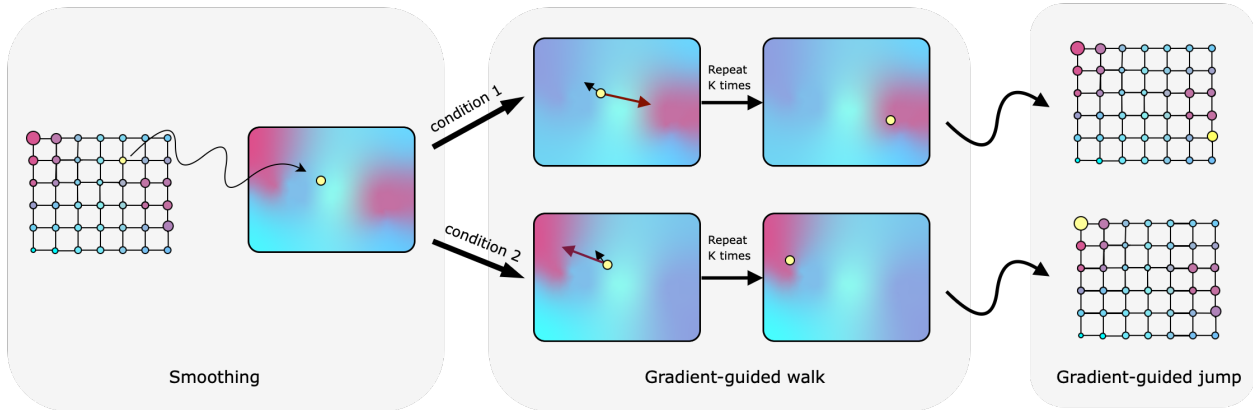 condition 1
Repeat
K times
condition 2
Repeat
K times
Smoothing
Gradient-guided walk
Gradient-guided jump